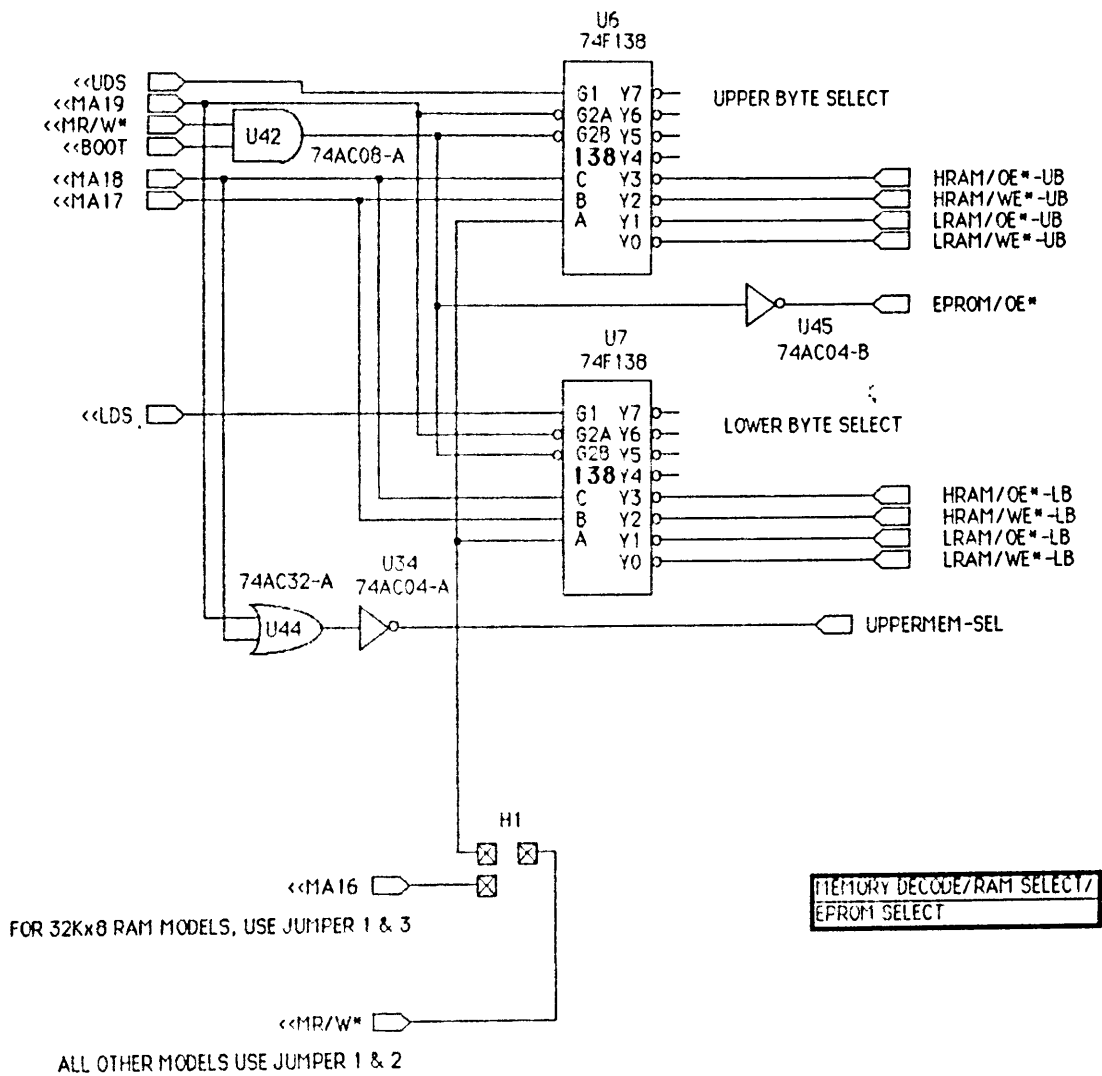 U6
74F138
<<UDS
<<MA19
<<MR/W*
<<BOOT
<<MA18
<<MA17
U42
74AC08-A
G1 Y7
G2A Y6
G2B Y5
138 Y4
C Y3
B Y2
A Y1
Y0
UPPER BYTE SELECT
HRAM/OE*-UB
HRAM/WE*-UB
LRAM/OE*-UB
LRAM/WE*-UB
EPROM/OE*
U45
74AC04-B
U7
74F138
<<LDS
G1 Y7
G2A Y6
G2B Y5
138 Y4
C Y3
B Y2
A Y1
Y0
LOWER BYTE SELECT
HRAM/OE*-LB
HRAM/WE*-LB
LRAM/OE*-LB
LRAM/WE*-LB
74AC32-A
U44
U34
74AC04-A
UPPERMEM-SEL
H1
<<MA16
FOR 32Kx8 RAM MODELS, USE JUMPER 1 & 3
MEMORY DECODE/RAM SELECT/
EPROM SELECT
<<MR/W*
ALL OTHER MODELS USE JUMPER 1 & 2